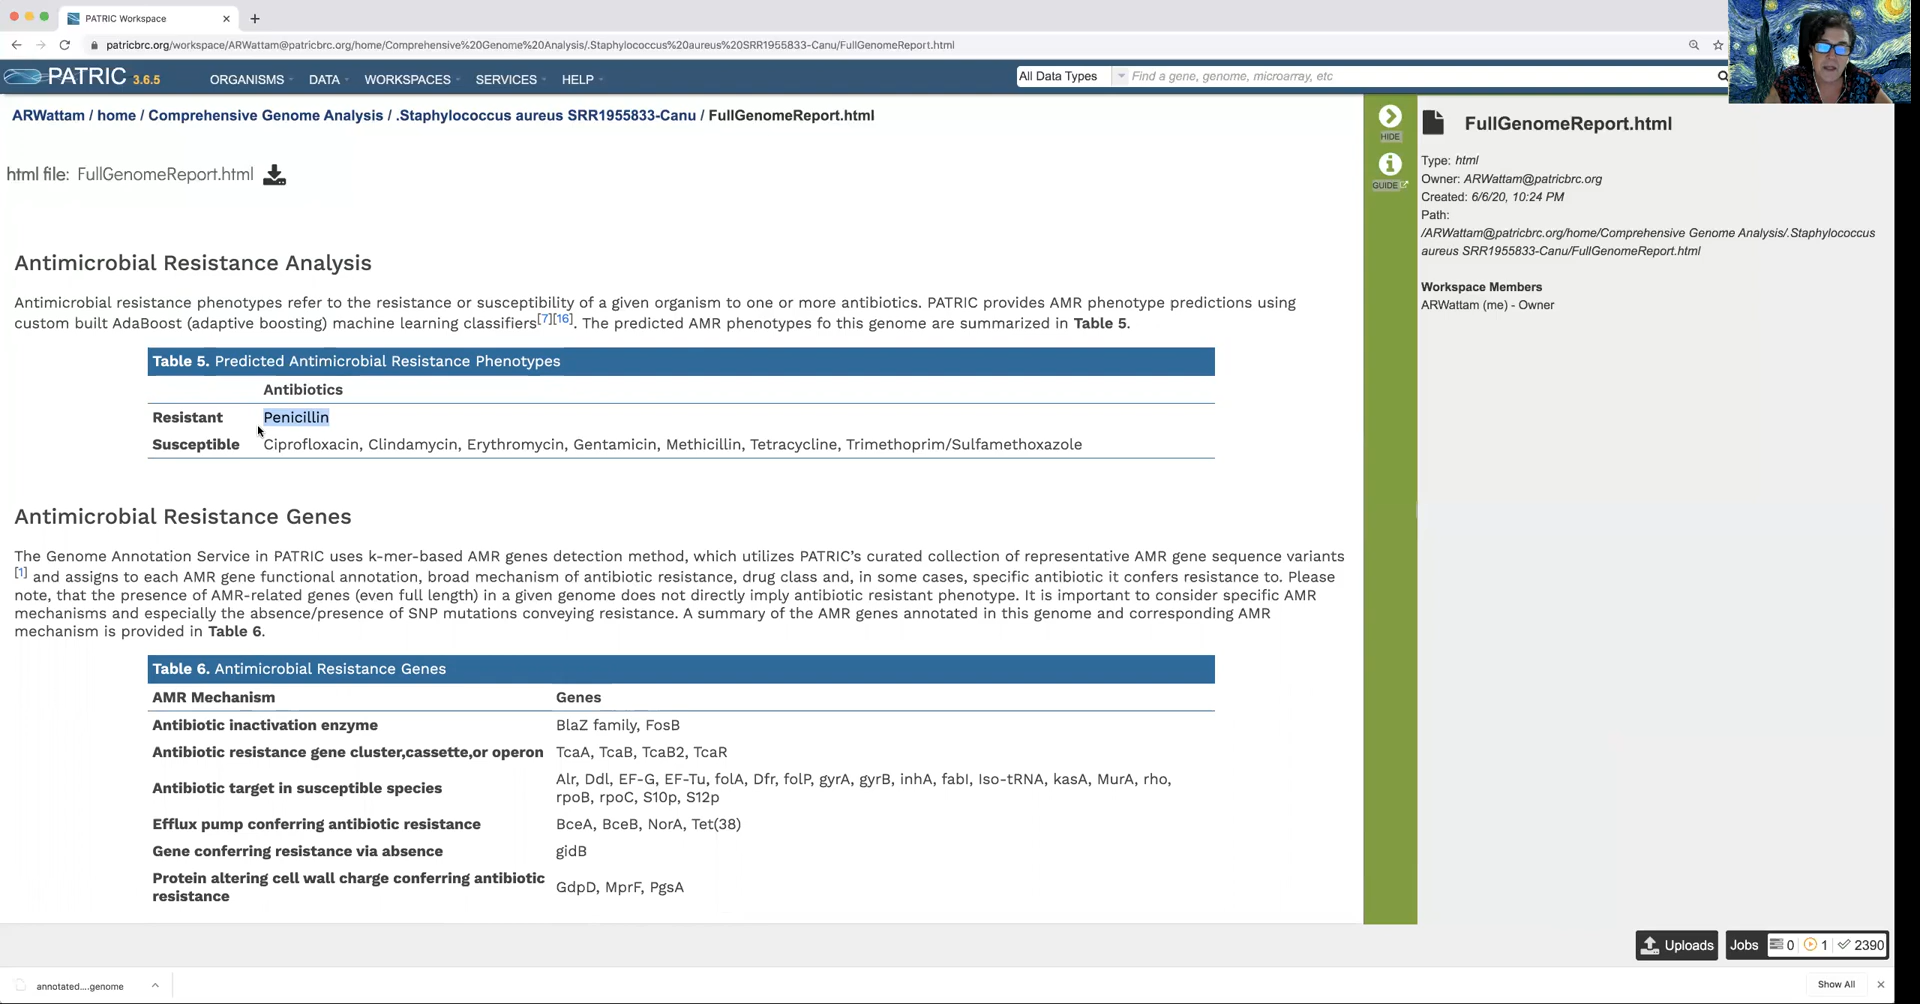 PATRIC Workspace
patricbrc.org/workspace/ARWattam@patricbrc.org/home/Comprehensive%20Genome%20Analysis/.Staphylococcus%20aureus%20SRR1955833-Canu/FullGenomeReport.html
PATRIC 3.6.5 ORGANISMS DATA WORKSPACES SERVICES HELP All Data Types Find a gene, genome, microarray, etc
ARWattam / home / Comprehensive Genome Analysis / .Staphylococcus aureus SRR1955833-Canu / FullGenomeReport.html
html file: FullGenomeReport.html
Antimicrobial Resistance Analysis
Antimicrobial resistance phenotypes refer to the resistance or susceptibility of a given organism to one or more antibiotics. PATRIC provides AMR phenotype predictions using
custom built AdaBoost (adaptive boosting) machine learning classifiers[7][16]. The predicted AMR phenotypes fo this genome are summarized in Table 5.
Table 5. Predicted Antimicrobial Resistance Phenotypes
Antibiotics
Resistant Penicillin
Susceptible Ciprofloxacin, Clindamycin, Erythromycin, Gentamicin, Methicillin, Tetracycline, Trimethoprim/Sulfamethoxazole
Antimicrobial Resistance Genes
The Genome Annotation Service in PATRIC uses k-mer-based AMR genes detection method, which utilizes PATRIC's curated collection of representative AMR gene sequence variants
[1] and assigns to each AMR gene functional annotation, broad mechanism of antibiotic resistance, drug class and, in some cases, specific antibiotic it confers resistance to. Please
note, that the presence of AMR-related genes (even full length) in a given genome does not directly imply antibiotic resistant phenotype. It is important to consider specific AMR
mechanisms and especially the absence/presence of SNP mutations conveying resistance. A summary of the AMR genes annotated in this genome and corresponding AMR
mechanism is provided in Table 6.
Table 6. Antimicrobial Resistance Genes
AMR Mechanism Genes
Antibiotic inactivation enzyme BlaZ family, FosB
Antibiotic resistance gene cluster,cassette,or operon TcaA, TcaB, TcaB2, TcaR
Antibiotic target in susceptible species Alr, Ddl, EF-G, EF-Tu, folA, Dfr, folP, gyrA, gyrB, inhA, fabI, Iso-tRNA, kasA, MurA, rho,
rpoB, rpoC, S10p, S12p
Efflux pump conferring antibiotic resistance BceA, BceB, NorA, Tet(38)
Gene conferring resistance via absence gidB
Protein altering cell wall charge conferring antibiotic
resistance GdpD, MprF, PgsA
HIDE
GUIDE
FullGenomeReport.html
Type: html
Owner: ARWattam@patricbrc.org
Created: 6/6/20, 10:24 PM
Path:
/ARWattam@patricbrc.org/home/Comprehensive Genome Analysis/.Staphylococcus
aureus SRR1955833-Canu/FullGenomeReport.html
Workspace Members
ARWattam (me) - Owner
Uploads Jobs 0 1 2390
annotated....genome Show All